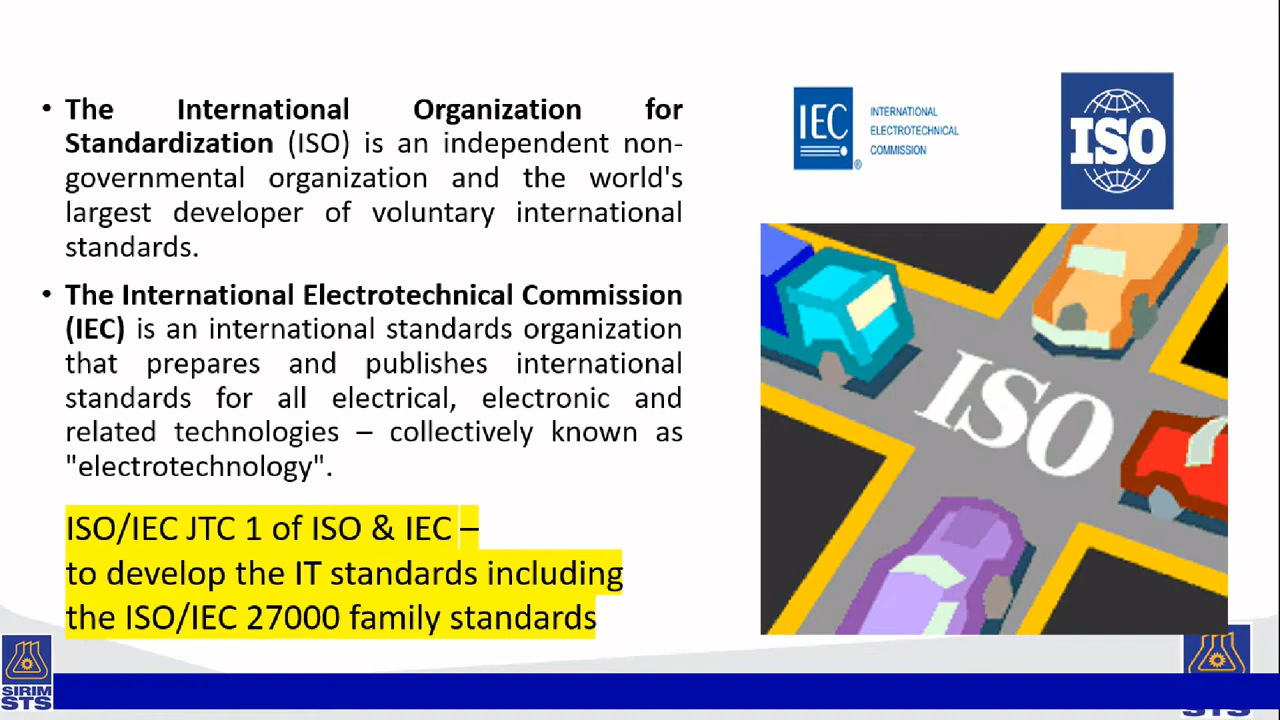 • The International Organization for
Standardization (ISO) is an independent non-
governmental organization and the world's
largest developer of voluntary international
standards.
• The International Electrotechnical Commission
(IEC) is an international standards organization
that prepares and publishes international
standards for all electrical, electronic and
related technologies – collectively known as
"electrotechnology".
ISO/IEC JTC 1 of ISO & IEC –
to develop the IT standards including
the ISO/IEC 27000 family standards
IEC
®
INTERNATIONAL
ELECTROTECHNICAL
COMMISSION
ISO
ISO
SIRIM
STS
STS